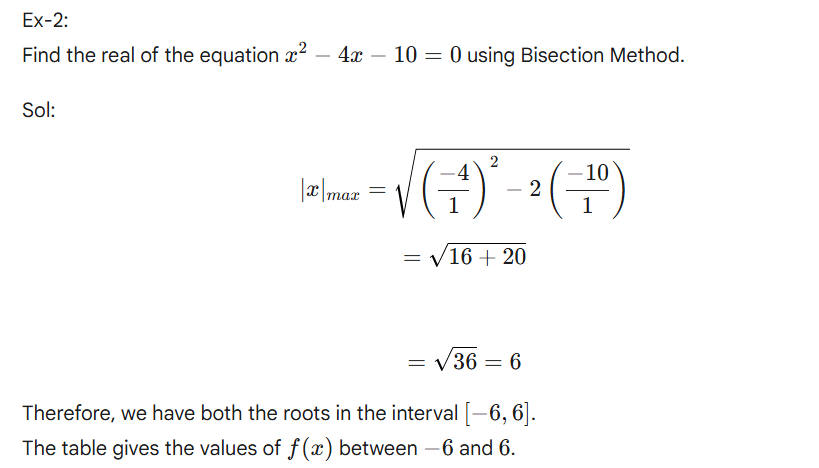 Ex-2:
Find the real of the equation $x^2 - 4x - 10 = 0$ using Bisection Method.
Sol:
$|x|_{max} = \sqrt{\left(\frac{-4}{1}\right)^2 - 2\left(\frac{-10}{1}\right)}$
$= \sqrt{16 + 20}$
$= \sqrt{36} = 6$
Therefore, we have both the roots in the interval $[-6, 6]$.
The table gives the values of $f(x)$ between $-6$ and $6$.